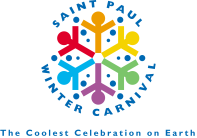 SAINT PAUL
WINTER CARNIVAL
The Coolest Celebration on Earth